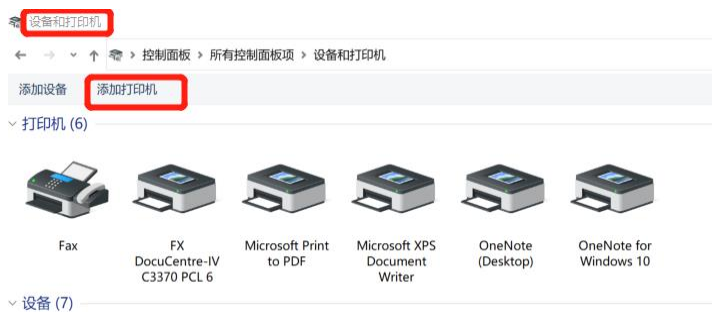 设备和打印机
控制面板 > 所有控制面板项 > 设备和打印机
添加设备 添加打印机
打印机 (6)
Fax
FX
DocuCentre-IV
C3370 PCL 6
Microsoft Print
to PDF
Microsoft XPS
Document
Writer
OneNote
(Desktop)
OneNote for
Windows 10
设备 (7)